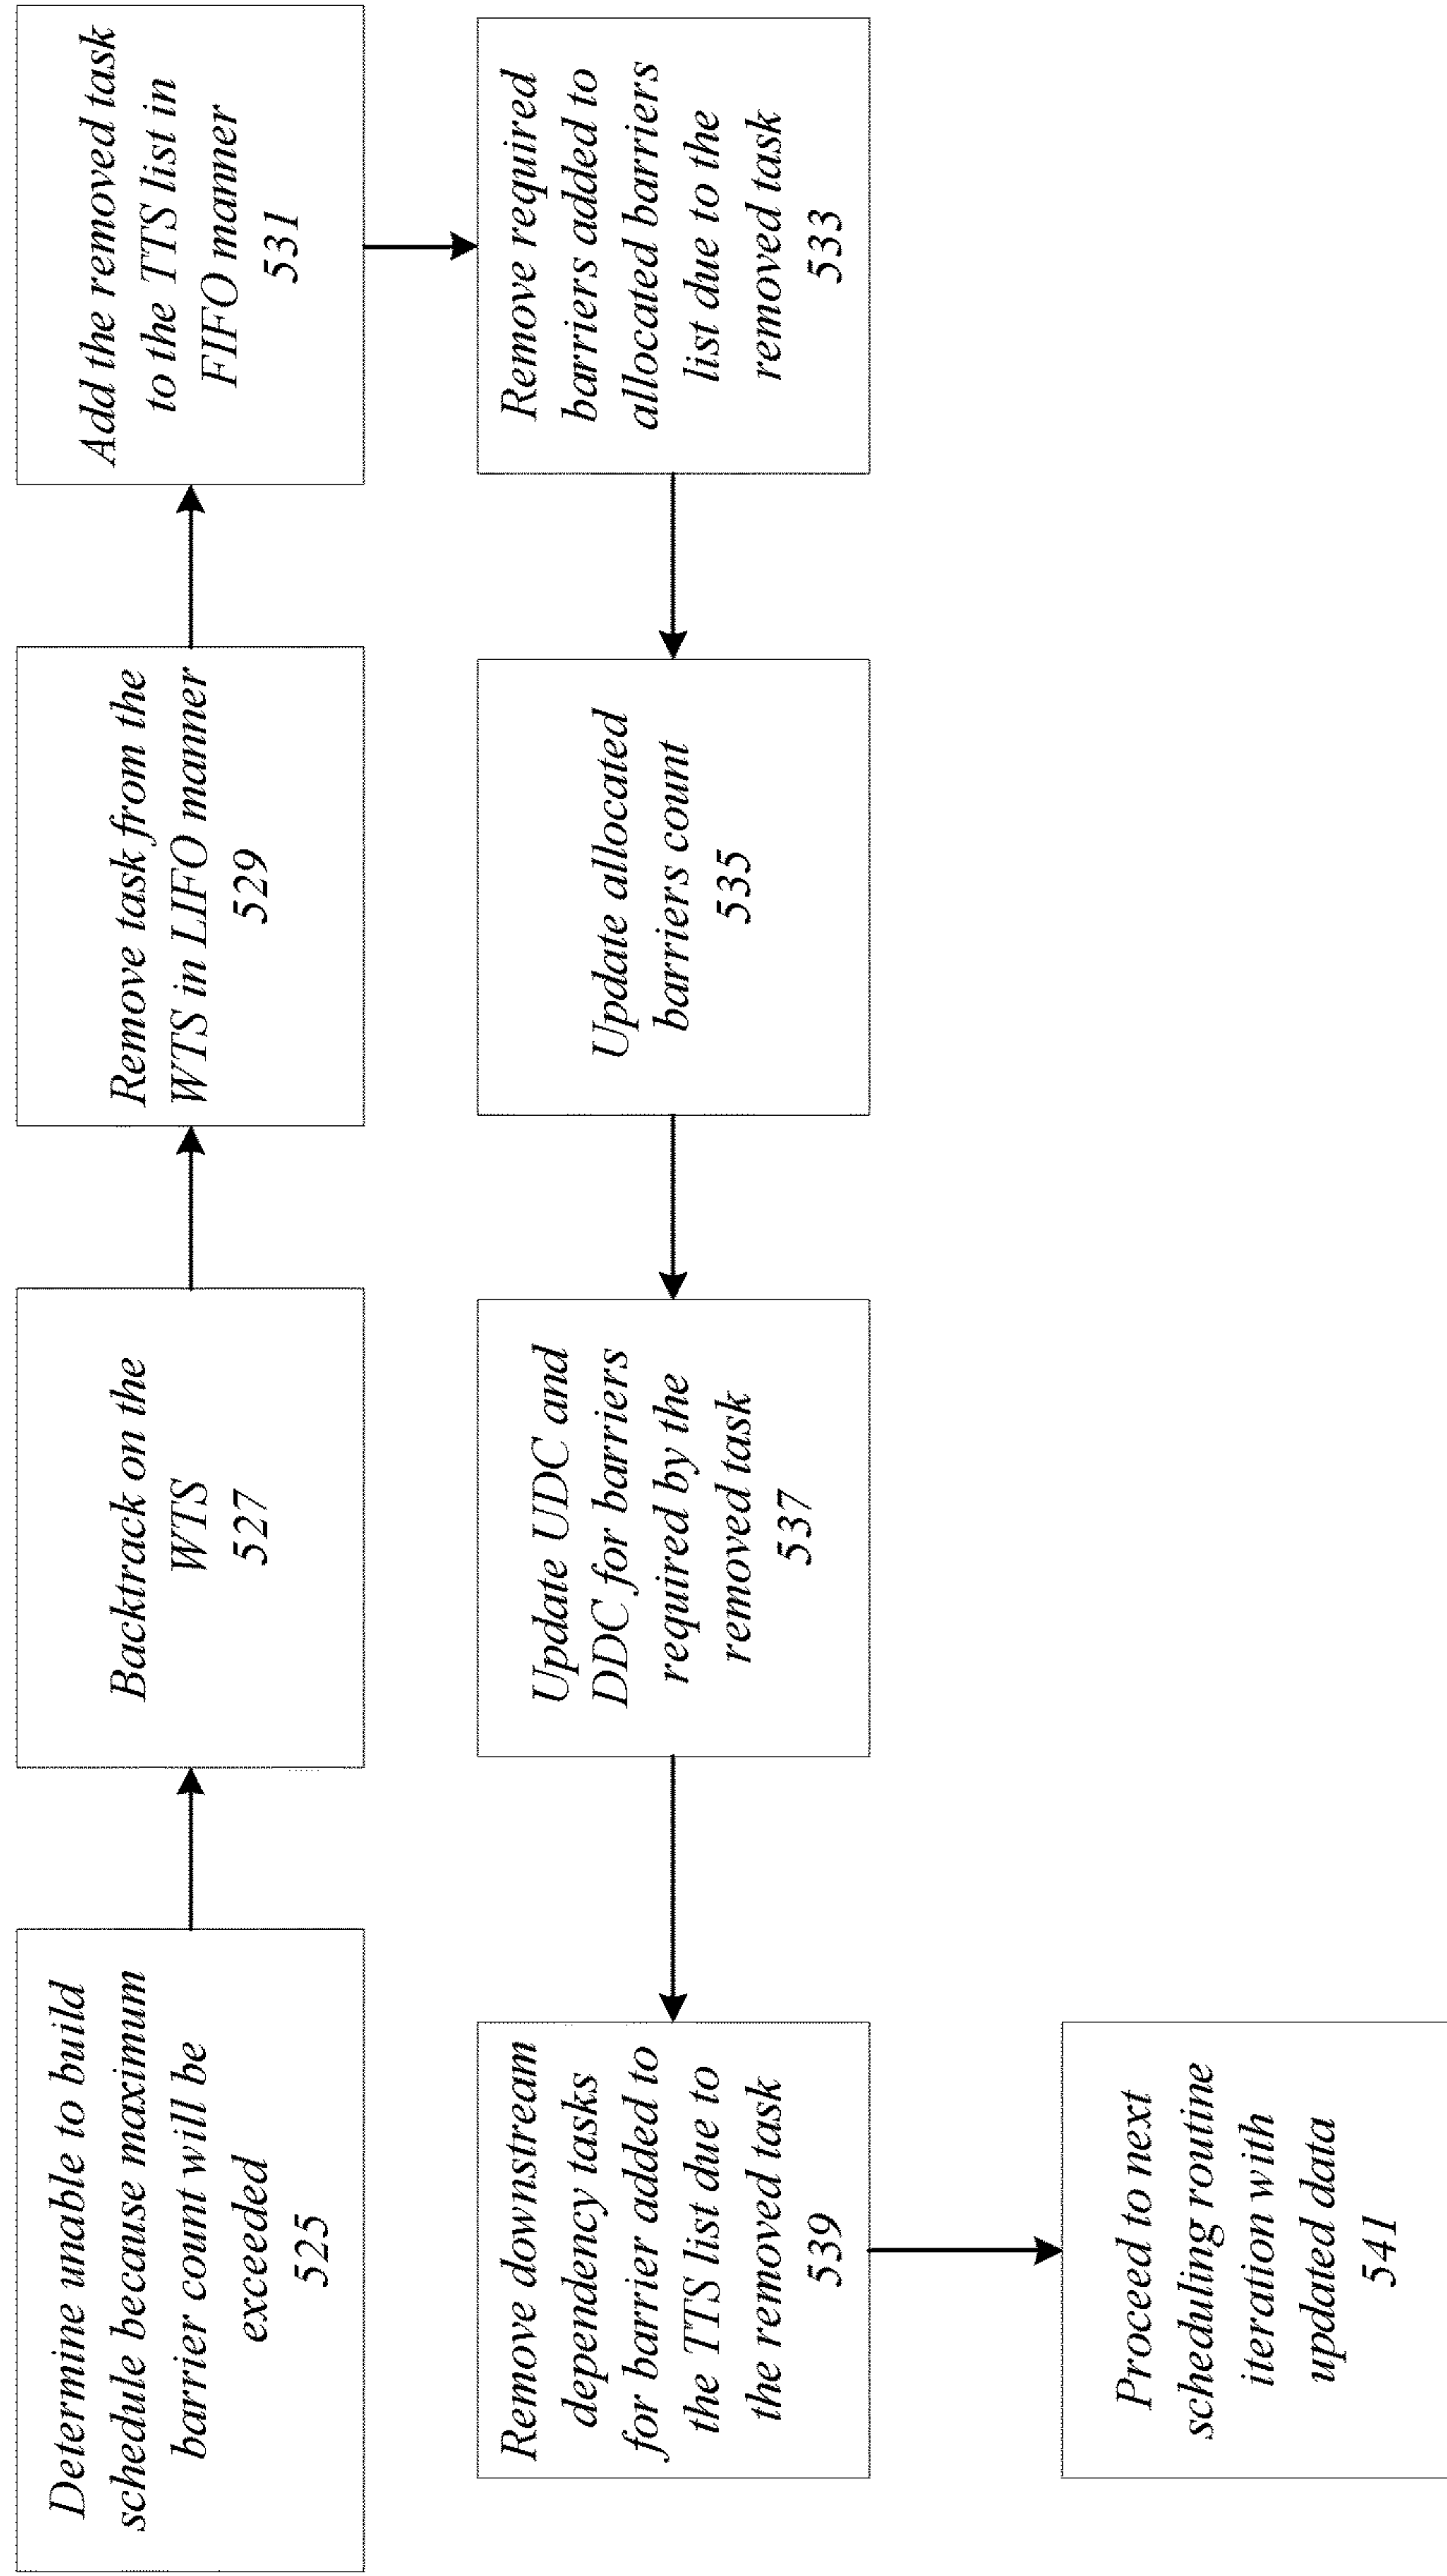 Determine unable to build
schedule because maximum
barrier count will be
exceeded
525
Backtrack on the
WTS
527
Remove task from the
WTS in LIFO manner
529
Add the removed task
to the TTS list in
FIFO manner
531
Remove required
barriers added to
allocated barriers
list due to the
removed task
533
Update allocated
barriers count
535
Update UDC and
DDC for barriers
required by the
removed task
537
Remove downstream
dependency tasks
for barrier added to
the TTS list due to
the removed task
539
Proceed to next
scheduling routine
iteration with
updated data
541